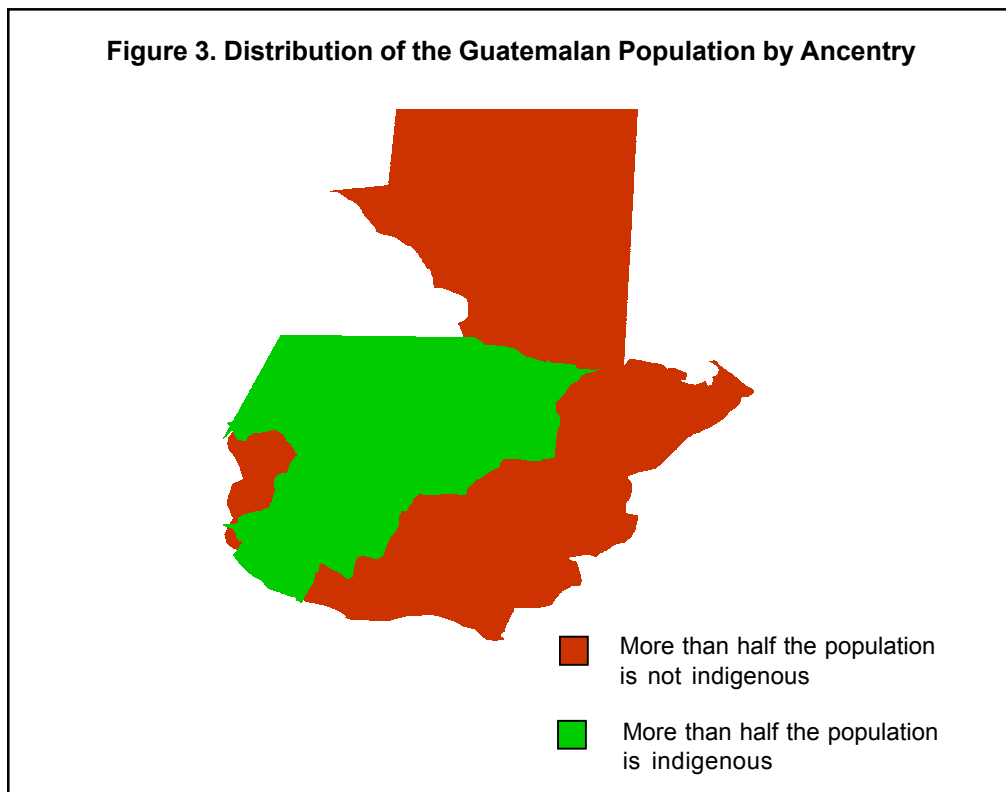 Figure 3. Distribution of the Guatemalan Population by Ancentry
More than half the population
is not indigenous
More than half the population
is indigenous